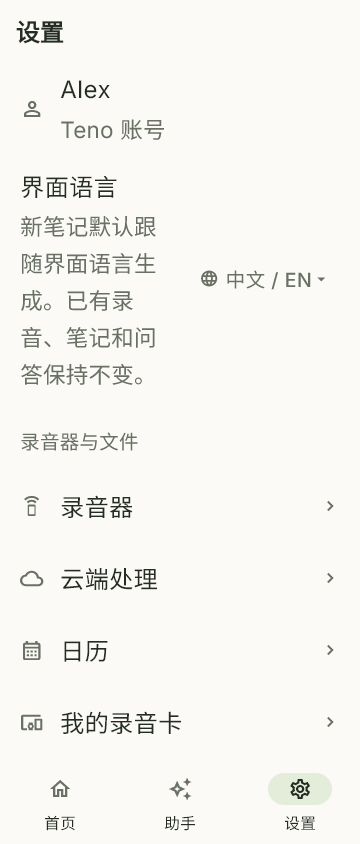 设置
Alex
Teno 账号
界面语言
新笔记默认跟
随界面语言生
成。已有录
音、笔记和问
答保持不变。
中文 / EN
录音器与文件
录音器
云端处理
日历
我的录音卡
首页
助手
设置